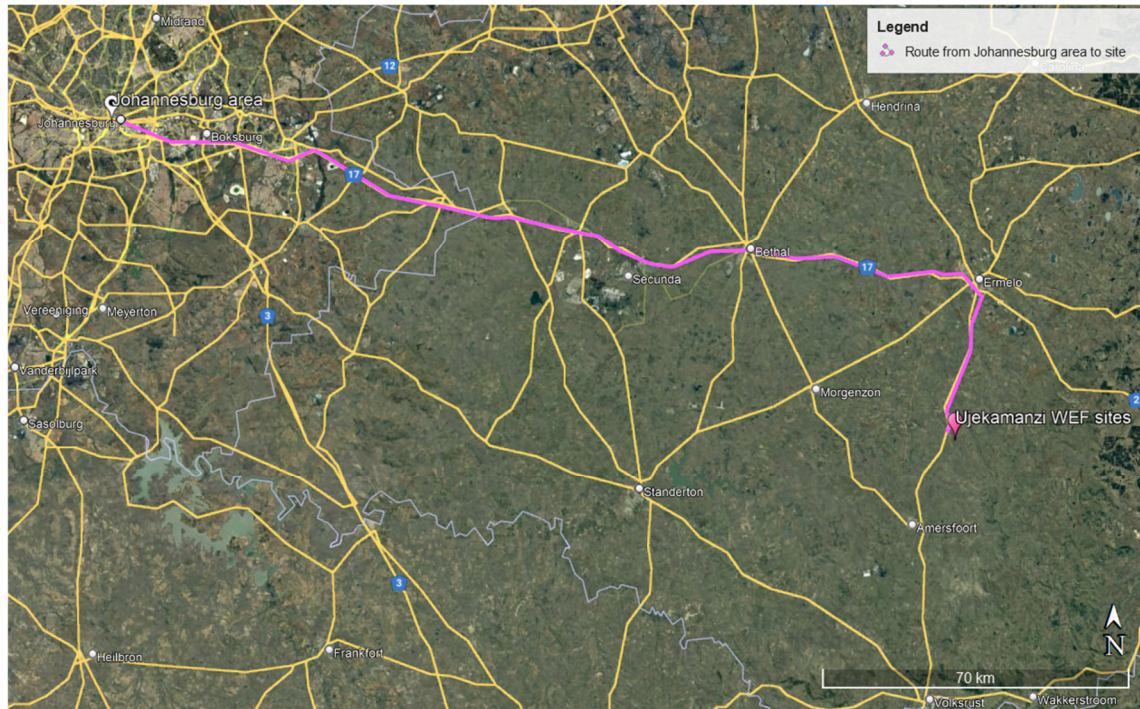 Midrand
Legend
Route from Johannesburg area to site
12
Johannesburg area
Johannesburg
Boksburg
Hendrina
17
Bethal
17
Secunda
Ermelo
Vereeniging
Meyerton
3
Vanderbijlpark
Morgenzon
2
Sasolburg
Ujekamanzi WEF sites
Standerton
Amersfoort
3
N
Heilbron
Frankfort
70 km
Volksrust
Wakkerstroom